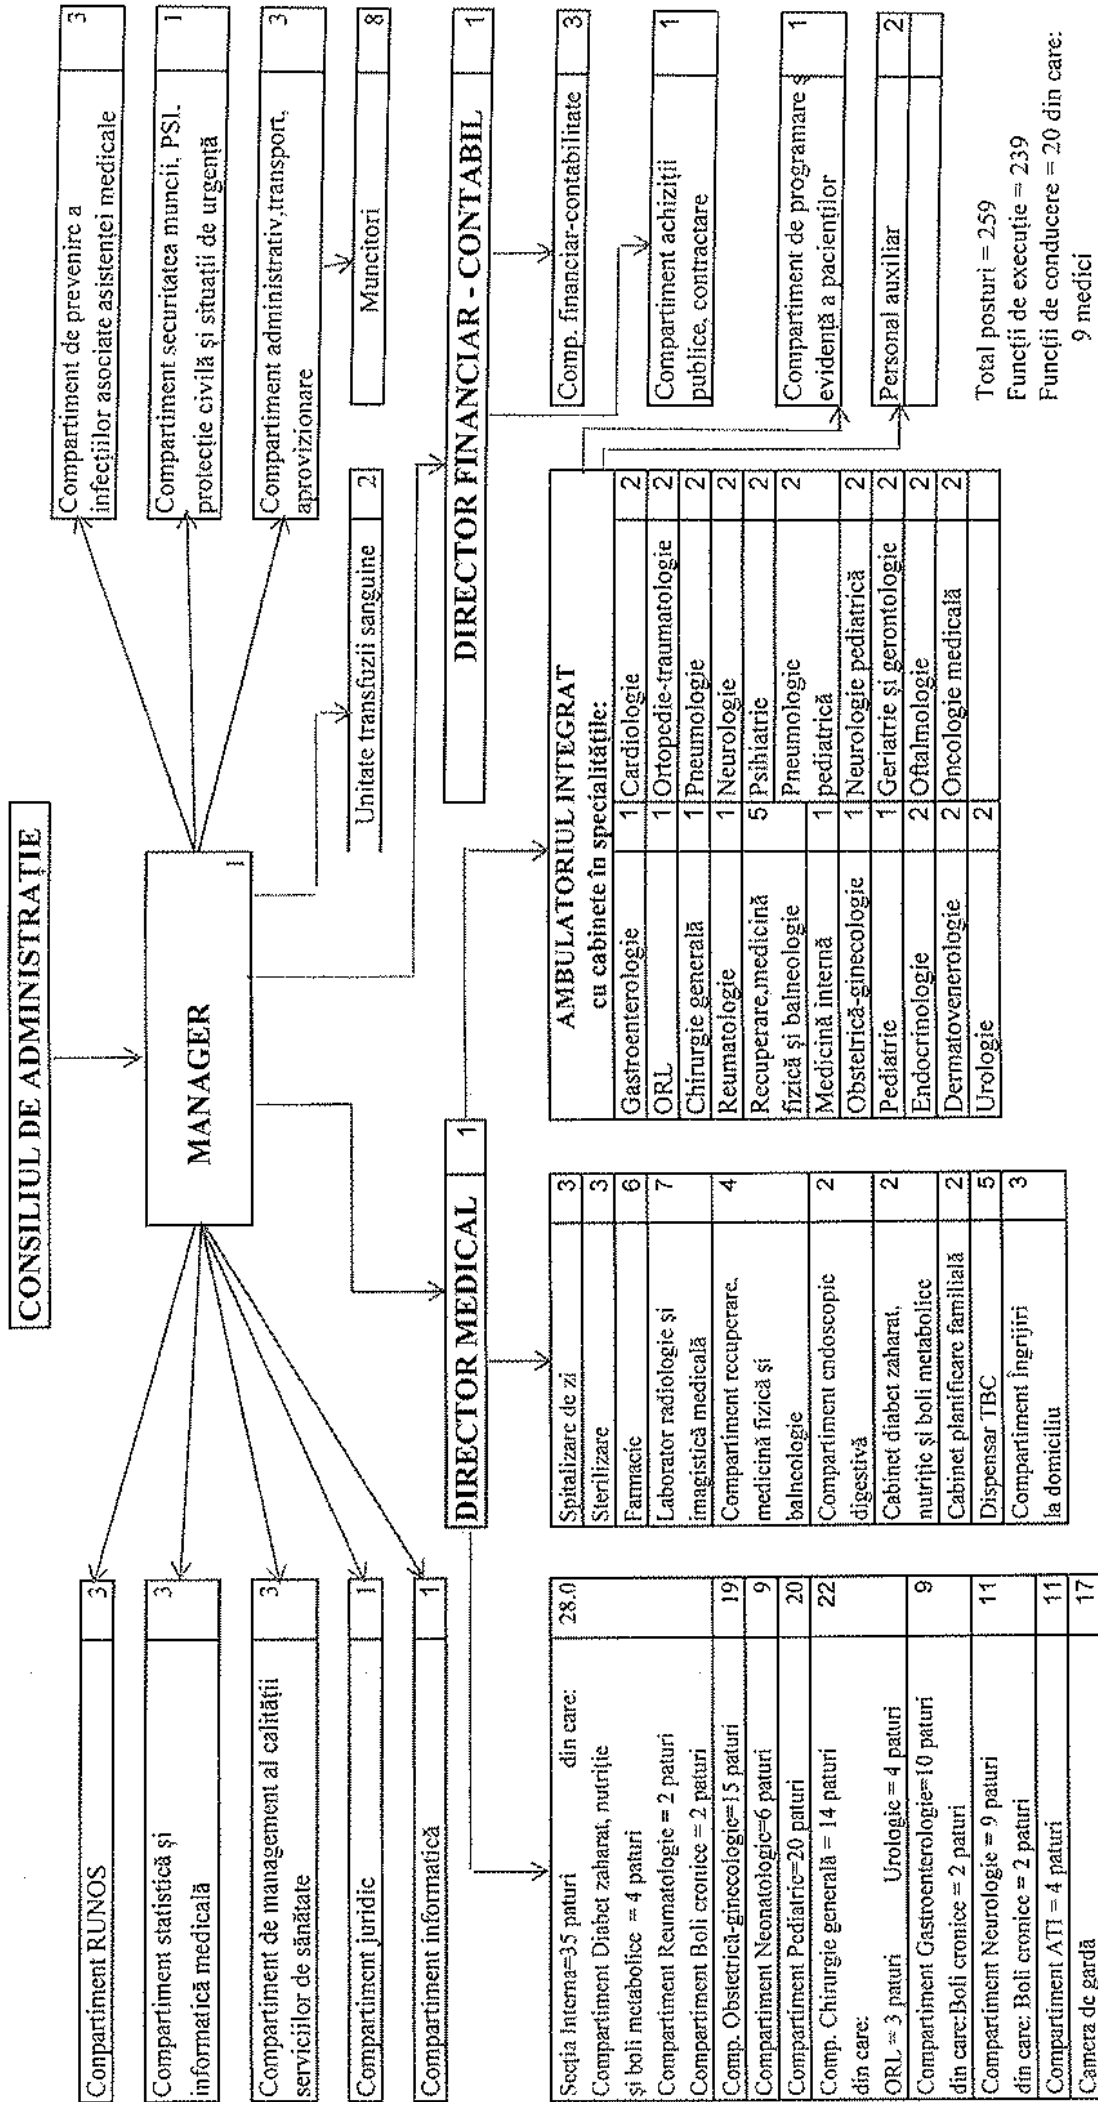 CONSILIUL DE ADMINISTRAȚIE
MANAGER
1
Conpartiment RUNOS 3
Compartiment statistică și
informatică medicală
3
Compartiment de management al calității
serviciilor de sănătate
3
Compartiment juridic 1
Compartiment informatică 1
Compartiment de prevenire a
infecțiilor asociate asistenței medicale
3
Compartiment securitatea muncii, PSI,
protecție civilă și situații de urgență
1
Compartiment administrativ,transport,
aprovizionare
3
Muncitori 8
Unitate transfuzii sanguine 2
DIRECTOR MEDICAL 1
DIRECTOR FINANCIAR - CONTABIL 1
Secția Interna=35 paturi din care: 28.0
Compartiment Diabet zaharat, nutriție
și boli metabolice = 4 paturi
Compartiment Reumatologie = 2 paturi
Compartiment Boli cronice = 2 paturi
Comp. Obstetrică-ginecologie=15 paturi 19
Compartiment Neonatologie=6 paturi 9
Compartiment Pediatrie=20 paturi 20
Comp. Chirurgie generală = 14 paturi 22
din care:
ORL = 3 paturi Urologie = 4 paturi
Compartiment Gastroenterologie=10 paturi 9
din care:Boli cronice = 2 paturi
Compartiment Neurologie = 9 paturi 11
din care: Boli cronice = 2 paturi
Compartiment ATI = 4 paturi 11
Camera de gardă 17
Spitalizare de zi 3
Sterilizare 3
Farmacie 6
Laborator radiologie și 7
imagistică medicală
Compartiment recuperare, 4
medicină fizică și
balneologie
Compartiment endoscopie 2
digestivă
Cabinet diabet zaharat, 2
nutriție și boli metabolice
Cabinet planificare familială 2
Dispensar TBC 5
Compartiment Îngrijiri 3
la domiciliu
AMBULATORIUL INTEGRAT
cu cabinete în specialitățile:
Gastroenterologie 1 Cardiologie 2
ORL 1 Ortopedie-traumatologie 2
Chirurgie generală 1 Pneumologie 2
Reumatologie 1 Neurologie 2
Recuperare,medicină 5 Psihiatrie 2
fizică și balneologie Pneumologie 2
Medicină internă 1 pediatrică
Obstetrică-ginecologie 1 Neurologie pediatrică 2
Pediatrie 1 Geriatrie și gerontologie 2
Endocrinologie 2 Oftalmologie 2
Dermatovenerologie 2 Oncologie medicală 2
Urologie 2
Comp. financiar-contabilitate 3
Compartiment achiziții
publice, contractare
1
Compartiment de programare ș
evidență a pacienților
1
Personal auxiliar 2
Total posturi = 259
Funcții de execuție = 239
Funcții de conducere = 20 din care:
9 medici